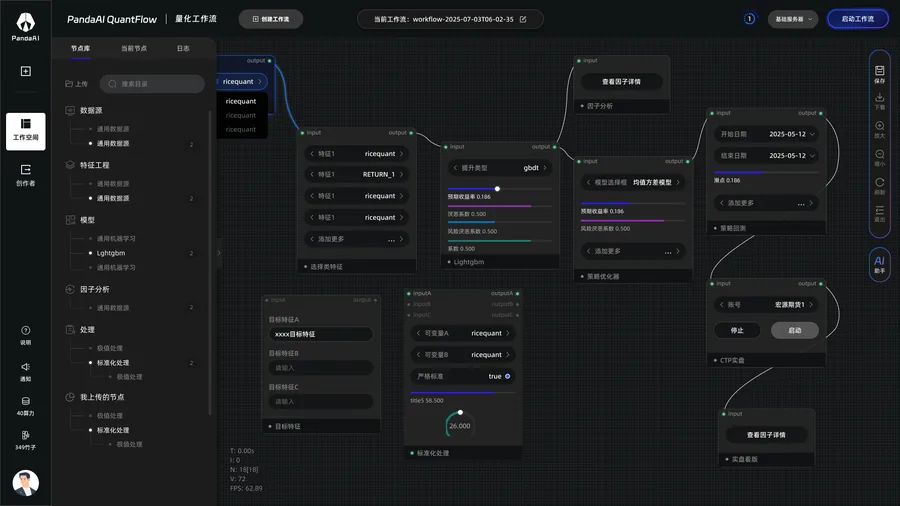 PandaAI
PandaAI QuantFlow
量化工作流
创建工作流
当前工作流：workflow-2025-07-03T06-02-35
1
基础服务器
启动工作流
节点库
当前节点
日志
上传
搜索目录
工作空间
创作者
说明
通知
40算力
349竹子
数据源
通用数据源
通用数据源
2
特征工程
通用数据源
通用数据源
2
模型
通用机器学习
Lghtgbm
2
通用机器学习
因子分析
通用数据源
2
处理
极值处理
标准化处理
2
极值处理
我上传的节点
极值处理
标准化处理
极值处理
output
ricequant
ricequant
ricequant
ricequant
input
output
特征1
ricequant
特征1
RETURN_1
特征1
ricequant
特征1
ricequant
添加更多
...
选择类特征
input
output
提升类型
gbdt
预期收益率 0.186
厌恶系数 0.500
风险厌恶系数 0.500
系数 0.500
Lightgbm
input
查看因子详情
因子分析
input
output
模型选择框
均值方差模型
预期收益率 0.186
风险厌恶系数 0.500
添加更多
...
策略优化器
input
output
开始日期
2025-05-12
结束日期
2025-05-12
滑点 0.186
添加更多
...
策略回测
input
output
账号
宏源期货1
停止
启动
CTP实盘
input
查看因子详情
实盘看版
input
output
目标特征A
xxxx目标特征
目标特征B
请输入
目标特征C
请输入
目标特征
inputA
outputA
inputB
outputB
inputC
outputC
可变量A
ricequant
可变量B
ricequant
严格标准
true
title5 58.500
26.000
标准化处理
T: 0.00s
I: 0
N: 18[18]
V: 72
FPS: 62.89
保存
下载
放大
缩小
刷新
退出
AI
助手